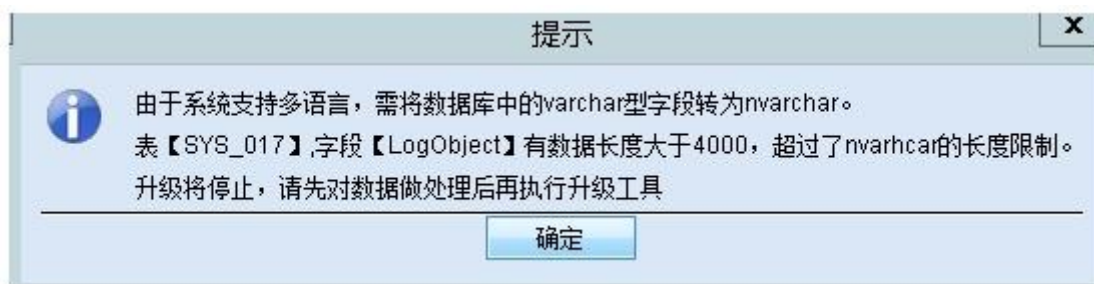 提示
x
由于系统支持多语言，需将数据库中的varchar型字段转为nvarchar。
表【SYS_017】,字段【LogObject】有数据长度大于4000，超过了nvarhcar的长度限制。
升级将停止，请先对数据做处理后再执行升级工具
确定